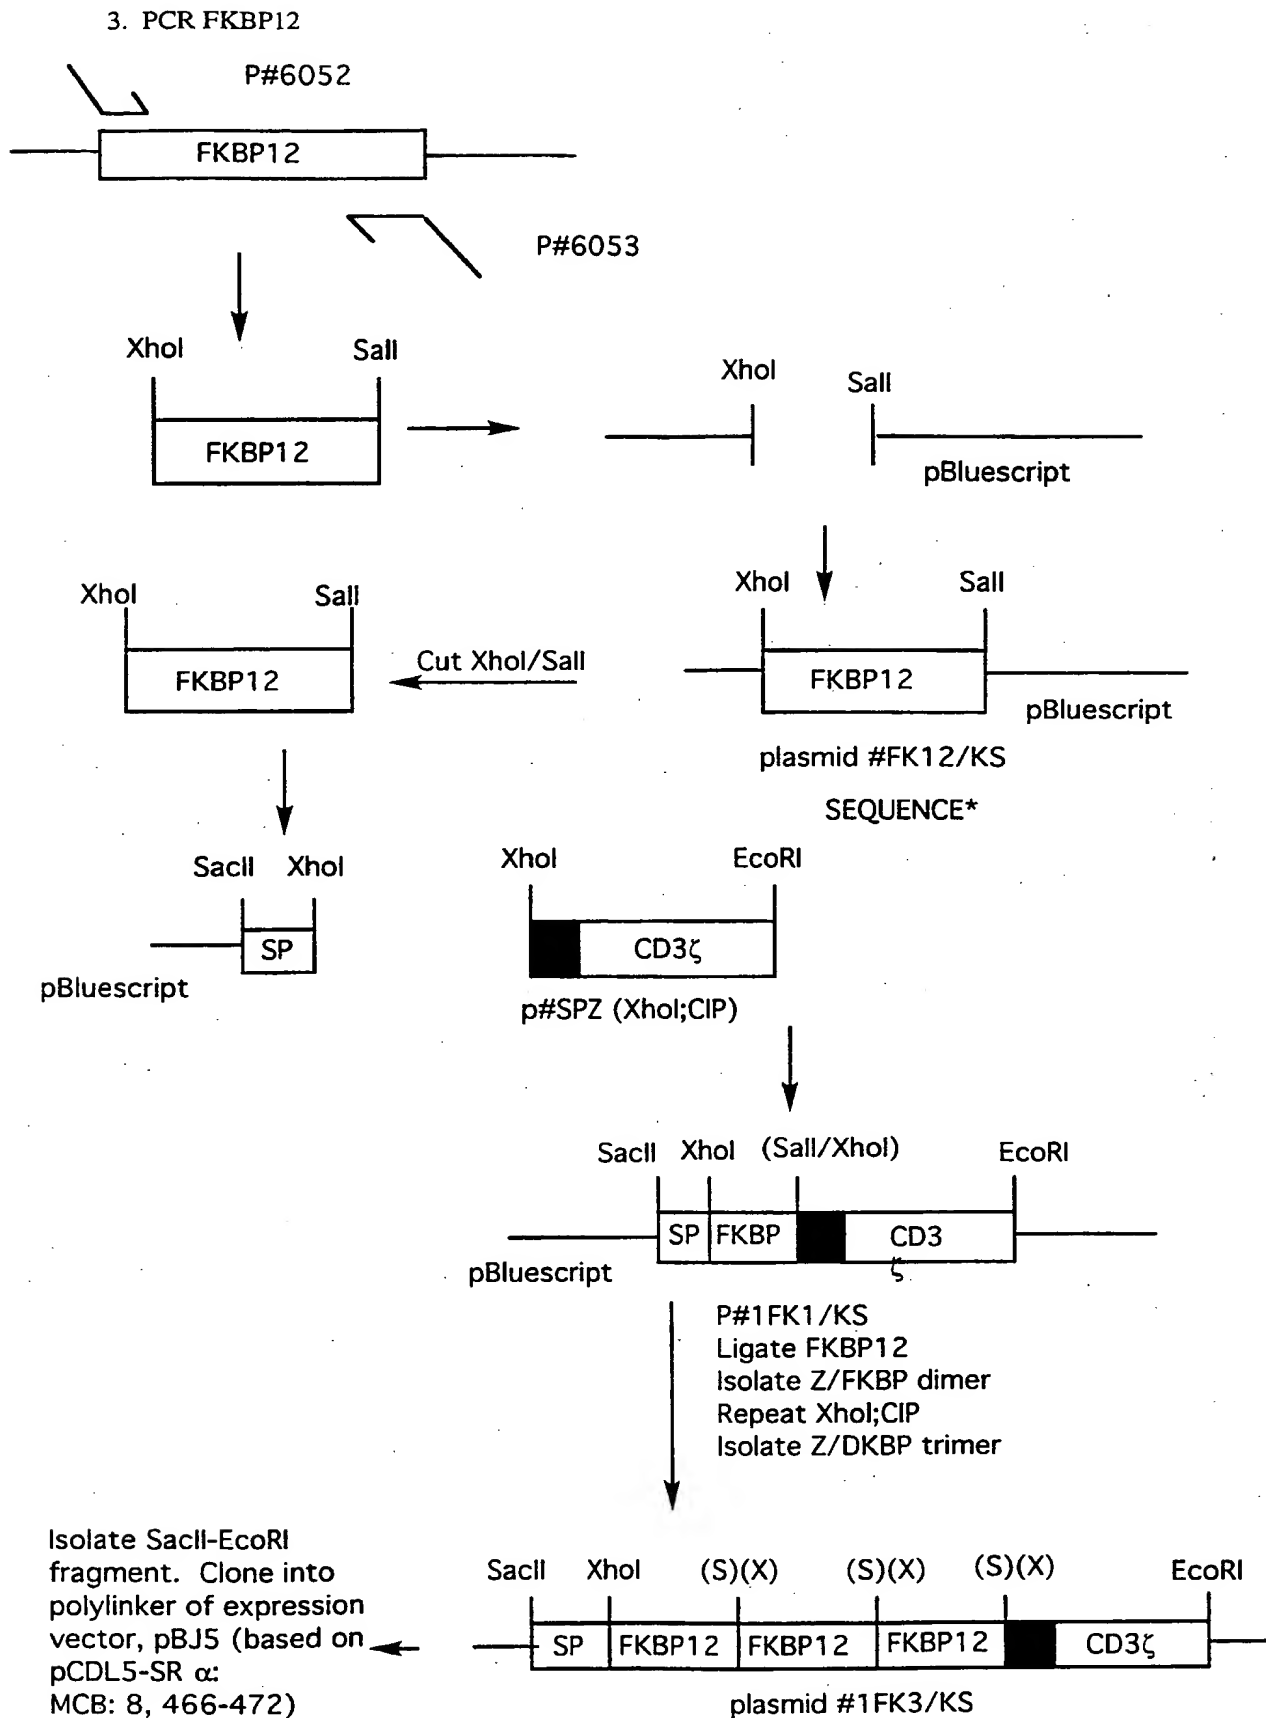 3. PCR FKBP12
P#6052
FKBP12
P#6053
XhoI SalI
FKBP12
XhoI SalI
pBluescript
XhoI SalI
FKBP12
Cut XhoI/SalI
XhoI SalI
FKBP12
pBluescript
plasmid #FK12/KS
SEQUENCE*
SacII XhoI
SP
pBluescript
XhoI EcoRI
CD3ζ
p#SPZ (XhoI;CIP)
SacII XhoI (SalI/XhoI) EcoRI
SP FKBP CD3
ζ
pBluescript
P#1FK1/KS
Ligate FKBP12
Isolate Z/FKBP dimer
Repeat XhoI;CIP
Isolate Z/DKBP trimer
Isolate SacII-EcoRI
fragment. Clone into
polylinker of expression
vector, pBJ5 (based on
pCDL5-SR α:
MCB: 8, 466-472)
SacII XhoI (S)(X) (S)(X) (S)(X) EcoRI
SP FKBP12 FKBP12 FKBP12 CD3ζ
plasmid #1FK3/KS